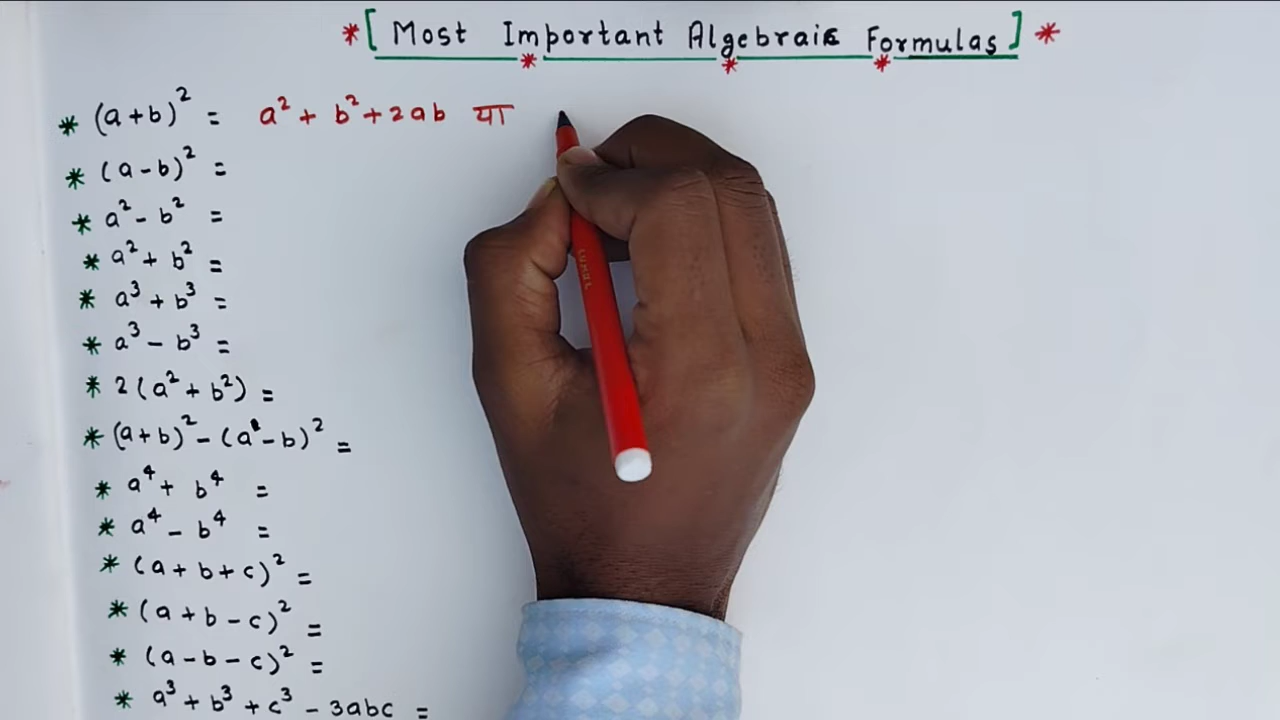 *[ Most Important Algebraic Formulas ]*
* (a+b)² = a² + b² + 2ab या
* (a-b)² =
* a² - b² =
* a² + b² =
* a³ + b³ =
* a³ - b³ =
* 2(a² + b²) =
* (a+b)² - (a-b)² =
* a⁴ + b⁴ =
* a⁴ - b⁴ =
* (a+b+c)² =
* (a+b-c)² =
* (a-b-c)² =
* a³ + b³ + c³ - 3abc =
LUXOR